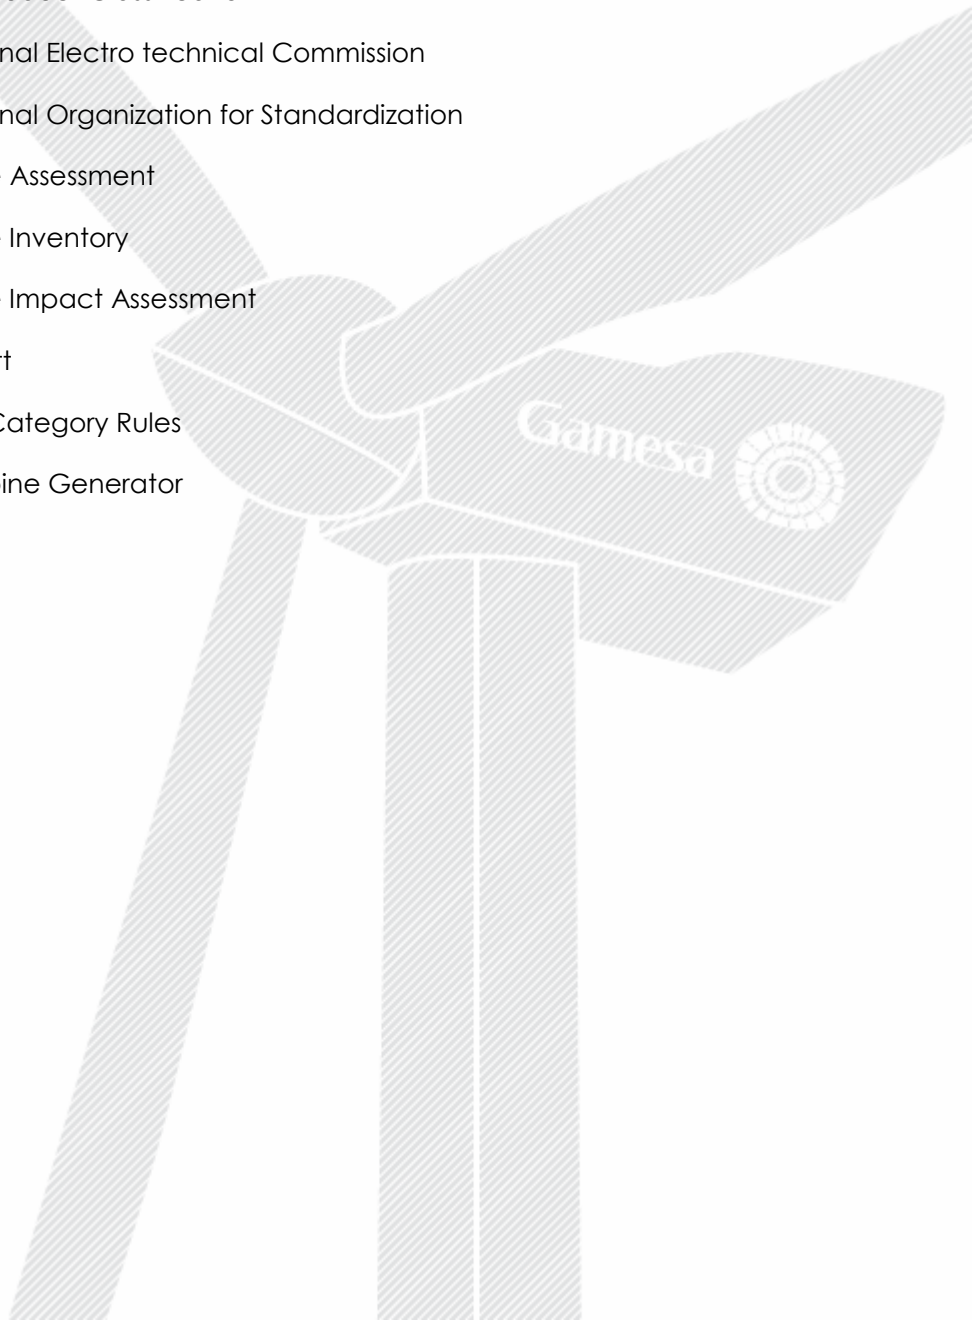 nal Electro technical Commission
nal Organization for Standardization
Assessment
Inventory
Impact Assessment
Category Rules
Gamesa
ine Generator